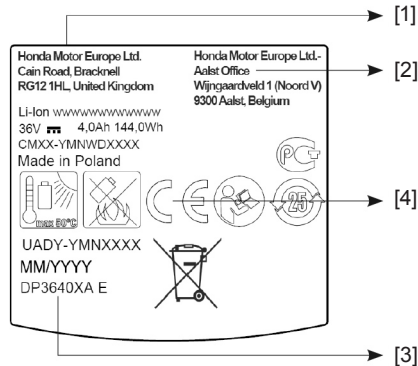 [1]
Honda Motor Europe Ltd.
Cain Road, Bracknell
RG12 1HL, United Kingdom
Honda Motor Europe Ltd.-
Aalst Office
Wijngaardveld 1 (Noord V)
9300 Aalst, Belgium
[2]
Li-Ion wwwwwwwwwwwww
36V 4,0Ah 144,0Wh
CMXX-YMNWDXXXX
Made in Poland
max 50°C
CE
25
[4]
UADY-YMNXXXX
MM/YYYY
DP3640XA E
[3]